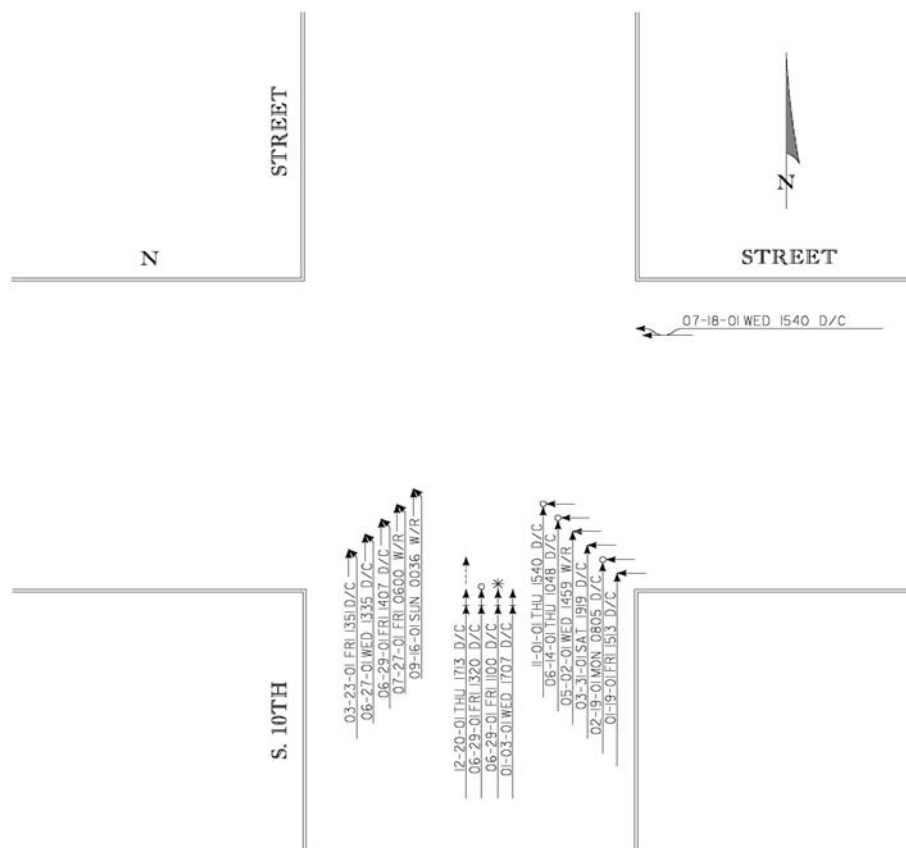 STREET
N
N
STREET
07-18-01 WED 1540 D/C
03-23-01 FRI 1351 D/C
06-27-01 WED 1335 D/C
06-29-01 FRI 1407 D/C
07-27-01 FRI 0600 W/R
09-16-01 SUN 0036 W/R
12-20-01 THU 1713 D/C
06-29-01 FRI 1320 D/C
06-29-01 FRI 1100 D/C
01-03-01 WED 1707 D/C
11-01-01 THU 1540 D/C
06-14-01 THU 1048 D/C
05-02-01 WED 1459 W/R
03-31-01 SAT 1919 D/C
02-19-01 MON 0805 D/C
01-19-01 FRI 1513 D/C
S. 10TH